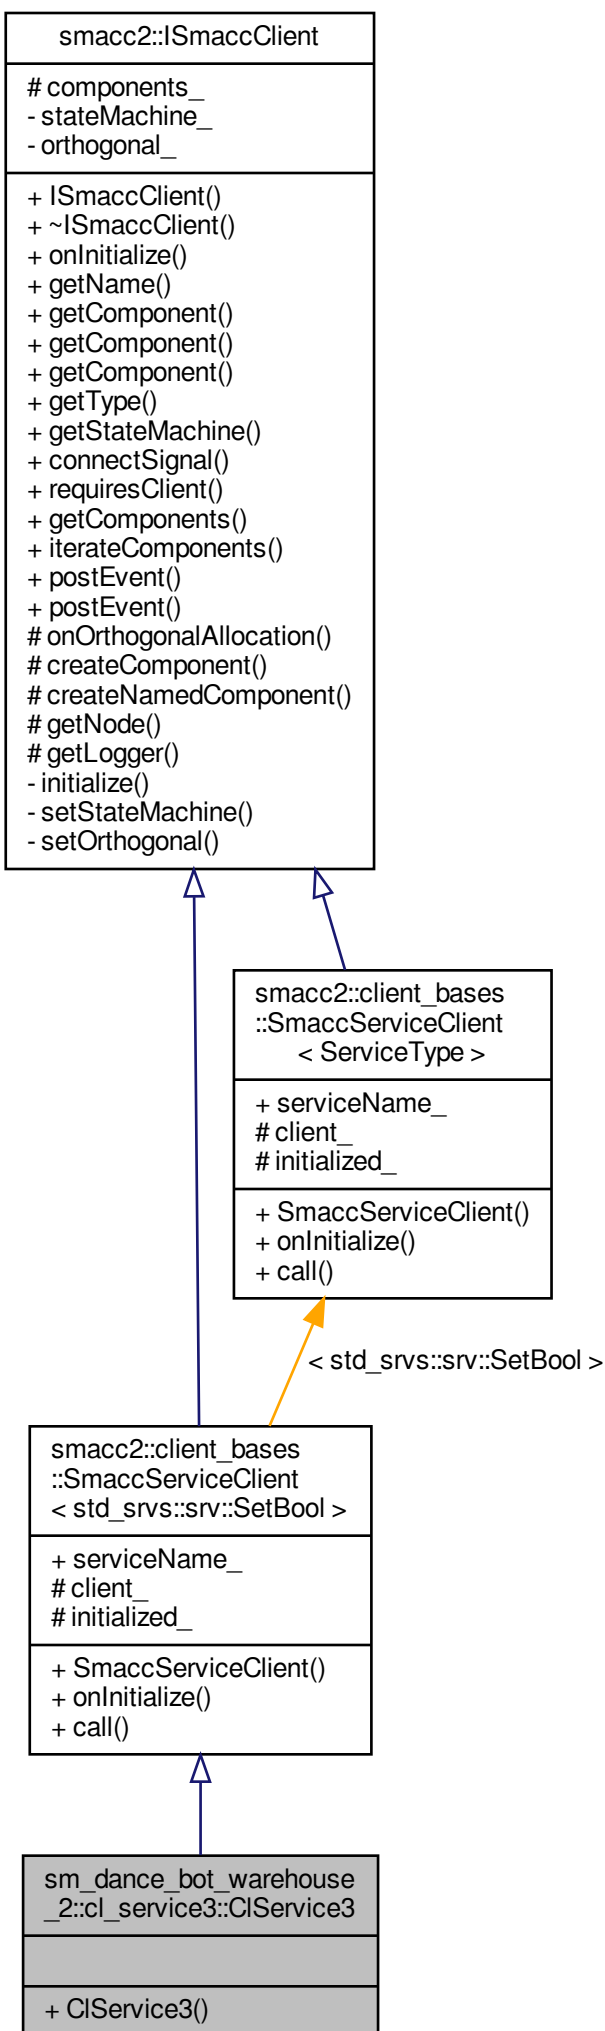 smacc2::ISmaccClient
# components_
- stateMachine_
- orthogonal_
+ ISmaccClient()
+ ~ISmaccClient()
+ onInitialize()
+ getName()
+ getComponent()
+ getComponent()
+ getComponent()
+ getType()
+ getStateMachine()
+ connectSignal()
+ requiresClient()
+ getComponents()
+ iterateComponents()
+ postEvent()
+ postEvent()
# onOrthogonalAllocation()
# createComponent()
# createNamedComponent()
# getNode()
# getLogger()
- initialize()
- setStateMachine()
- setOrthogonal()
smacc2::client_bases
::SmaccServiceClient
< ServiceType >
+ serviceName_
# client_
# initialized_
+ SmaccServiceClient()
+ onInitialize()
+ call()
< std_srvs::srv::SetBool >
smacc2::client_bases
::SmaccServiceClient
< std_srvs::srv::SetBool >
+ serviceName_
# client_
# initialized_
+ SmaccServiceClient()
+ onInitialize()
+ call()
sm_dance_bot_warehouse
_2::cl_service3::ClService3
+ ClService3()